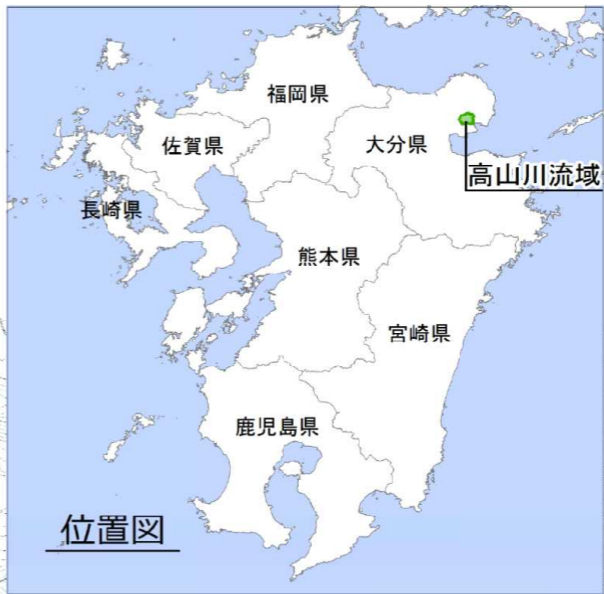 福岡県
佐賀県
大分県
高山川流域
長崎県
熊本県
宮崎県
鹿児島県
位置図